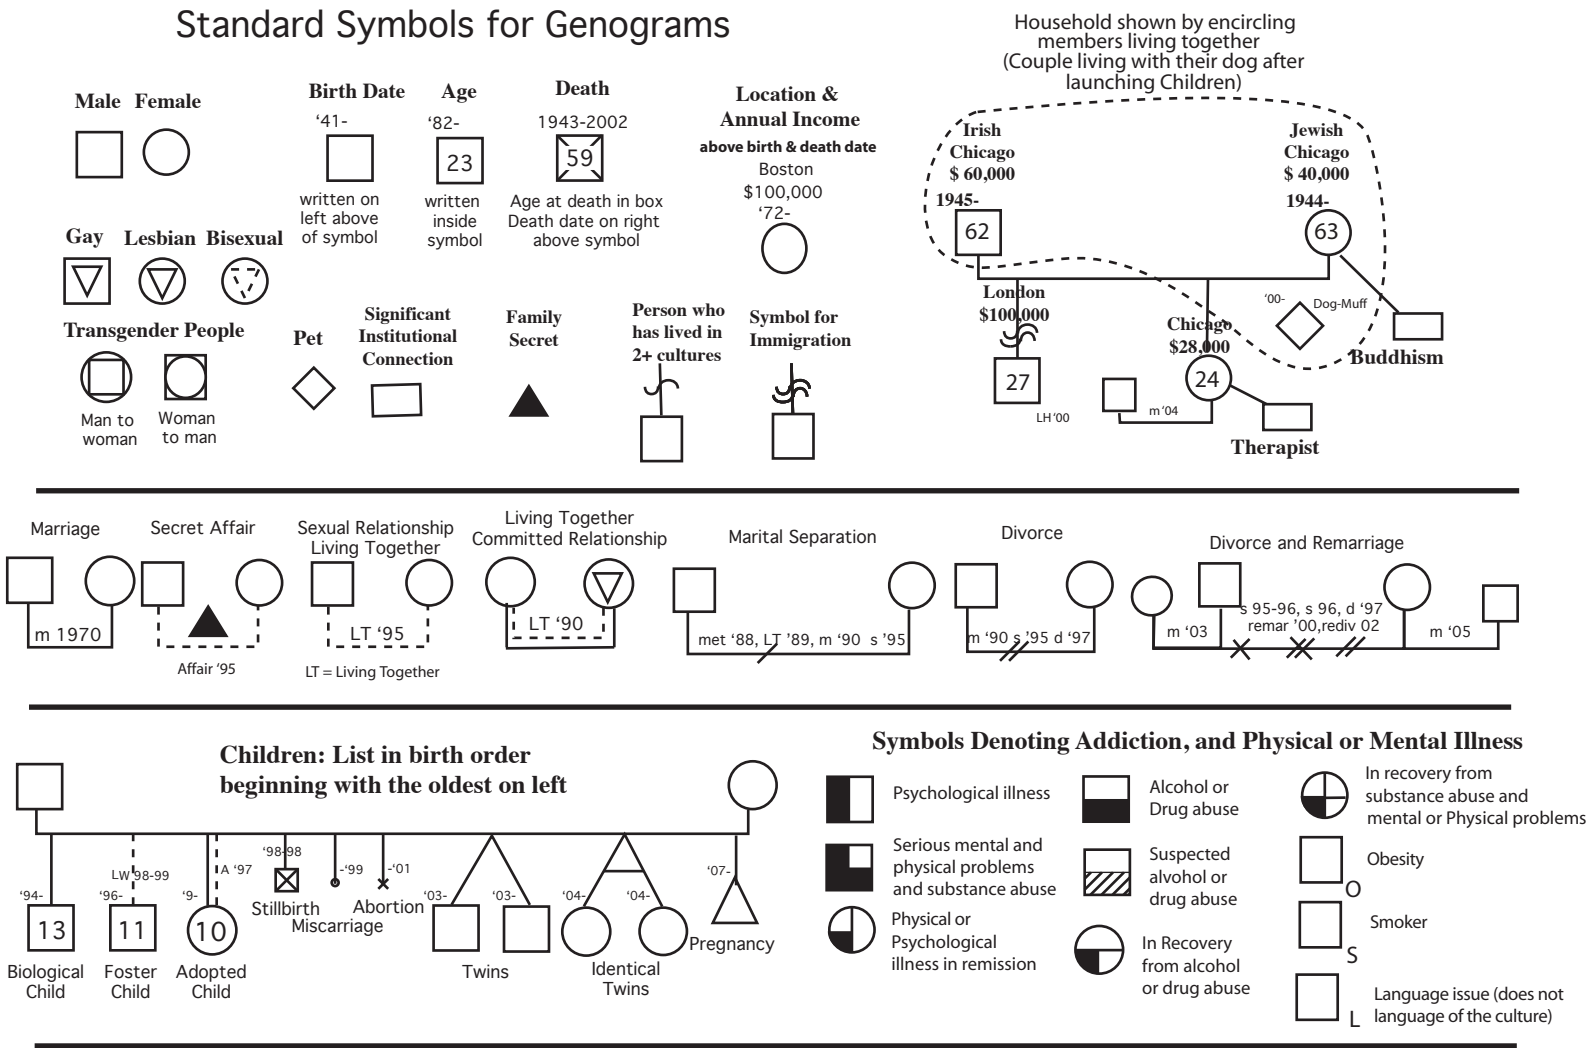 Standard Symbols for Genograms
Household shown by encircling
members living together
(Couple living with their dog after
launching Children)
Male Female
Birth Date
Age
Death
Location &
Annual Income
above birth & death date
‘41-
‘82-
1943-2002
Boston
$100,000
‘72-
23
59
written on
left above
of symbol
written
inside
symbol
Age at death in box
Death date on right
above symbol
Irish
Chicago
$ 60,000
1945-
62
Jewish
Chicago
$ 40,000
1944-
63
Gay Lesbian Bisexual
Transgender People
Man to
woman
Woman
to man
Pet
Significant
Institutional
Connection
Family
Secret
Person who
has lived in
2+ cultures
Symbol for
Immigration
London
$100,000
27
LH ‘00
Chicago
$28,000
24
m ‘04
‘00-
Dog-Muff
Buddhism
Therapist
Marriage
Secret Affair
Sexual Relationship
Living Together
Living Together
Committed Relationship
Marital Separation
Divorce
Divorce and Remarriage
m 1970
Affair ‘95
LT ‘95
LT = Living Together
LT ‘90
met ‘88, LT ’89, m ‘90 s ’95
m ‘90 s ’95 d ‘97
m ‘03
s 95-96, s 96, d ‘97
remar ’00,rediv 02
m ‘05
Children: List in birth order
beginning with the oldest on left
‘94-
13
Biological
Child
LW 98-99
‘96-
11
Foster
Child
A ‘97
‘9-
10
Adopted
Child
‘98-98
Stillbirth
-‘99
Miscarriage
-‘01
Abortion
‘03-
‘03-
Twins
‘04-
‘04-
Identical
Twins
‘07-
Pregnancy
Symbols Denoting Addiction, and Physical or Mental Illness
Psychological illness
Serious mental and
physical problems
and substance abuse
Physical or
Psychological
illness in remission
Alcohol or
Drug abuse
Suspected
alvohol or
drug abuse
In Recovery
from alcohol
or drug abuse
In recovery from
substance abuse and
mental or Physical problems
Obesity
O
Smoker
S
Language issue (does not
language of the culture)
L